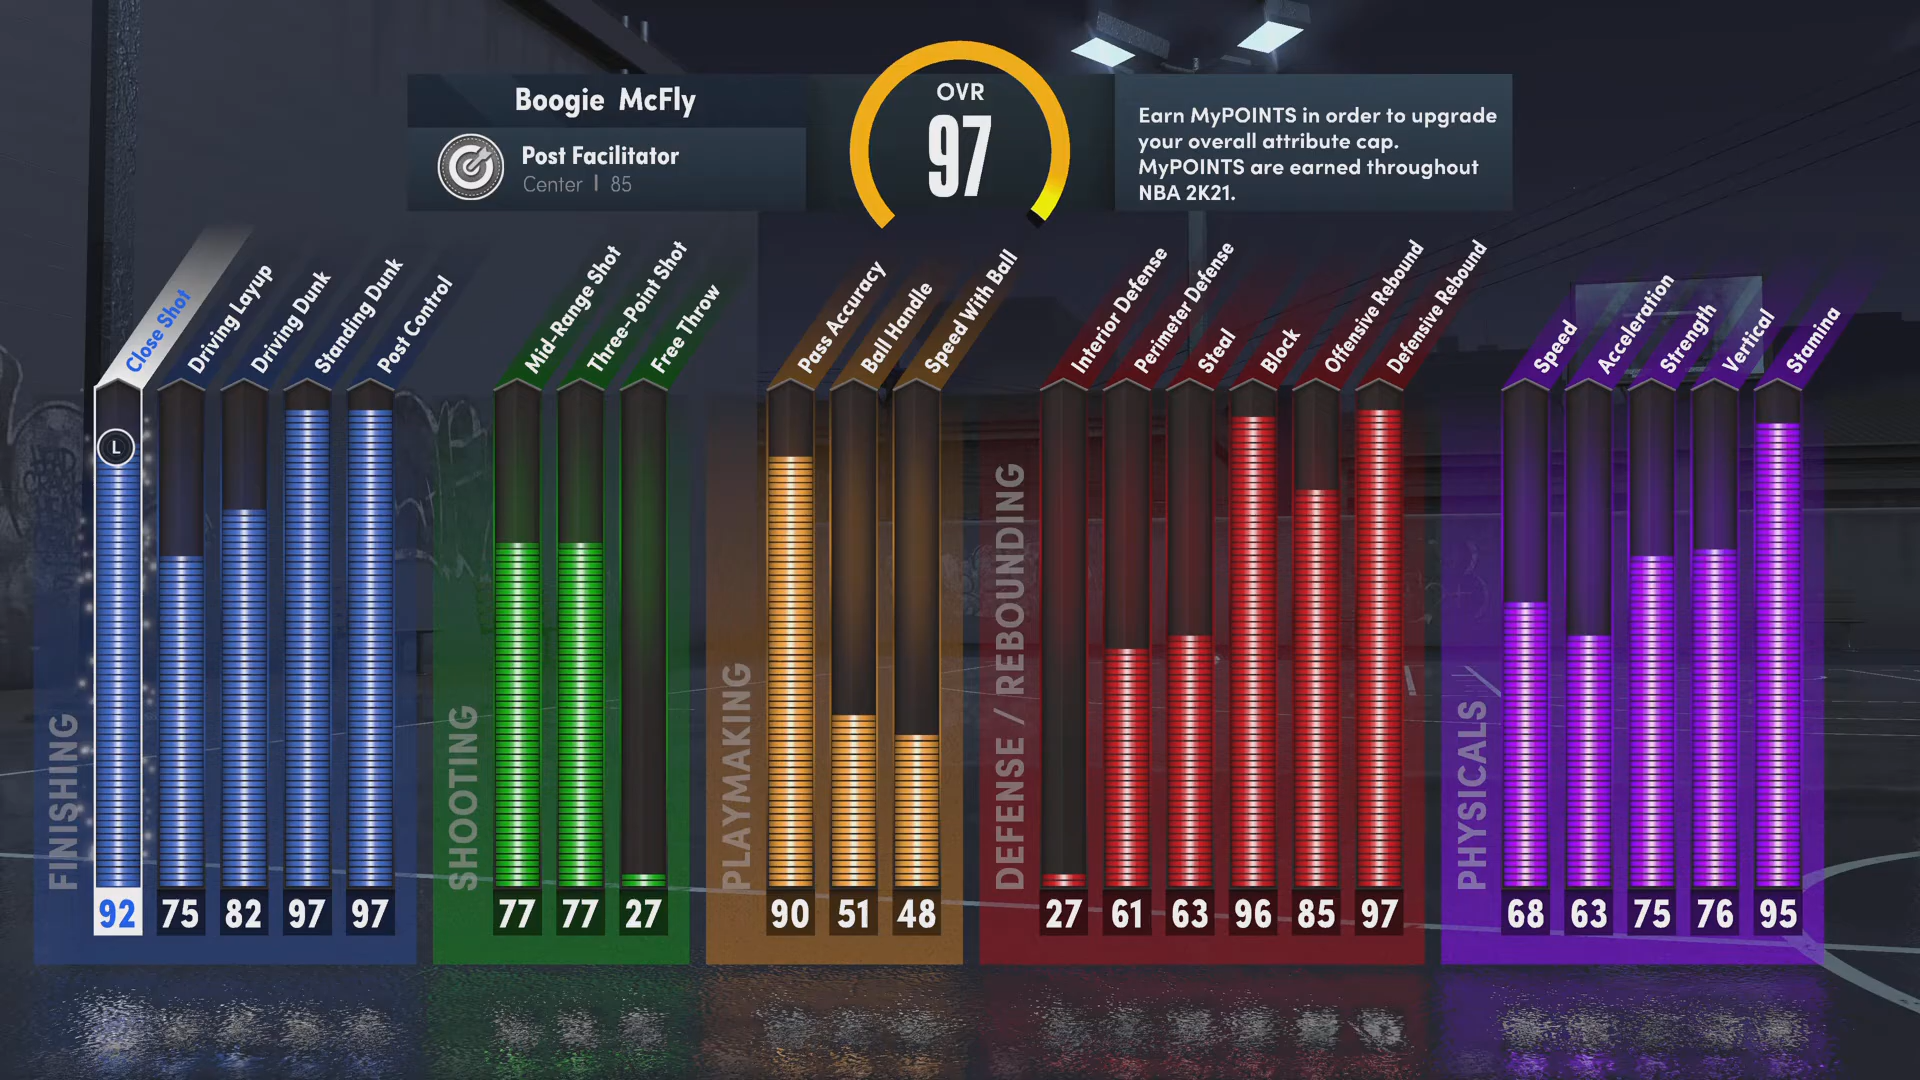 Boogie McFly
Post Facilitator
Center | 85
OVR
97
Earn MyPOINTS in order to upgrade
your overall attribute cap.
MyPOINTS are earned throughout
NBA 2K21.
Close Shot
Driving Layup
Driving Dunk
Standing Dunk
Post Control
Mid-Range Shot
Three-Point Shot
Free Throw
Pass Accuracy
Ball Handle
Speed With Ball
Interior Defense
Perimeter Defense
Steal
Block
Offensive Rebound
Defensive Rebound
Speed
Acceleration
Strength
Vertical
Stamina
L
FINISHING
SHOOTING
PLAYMAKING
DEFENSE / REBOUNDING
PHYSICALS
92 75 82 97 97 77 77 27 90 51 48 27 61 63 96 85 97 68 63 75 76 95